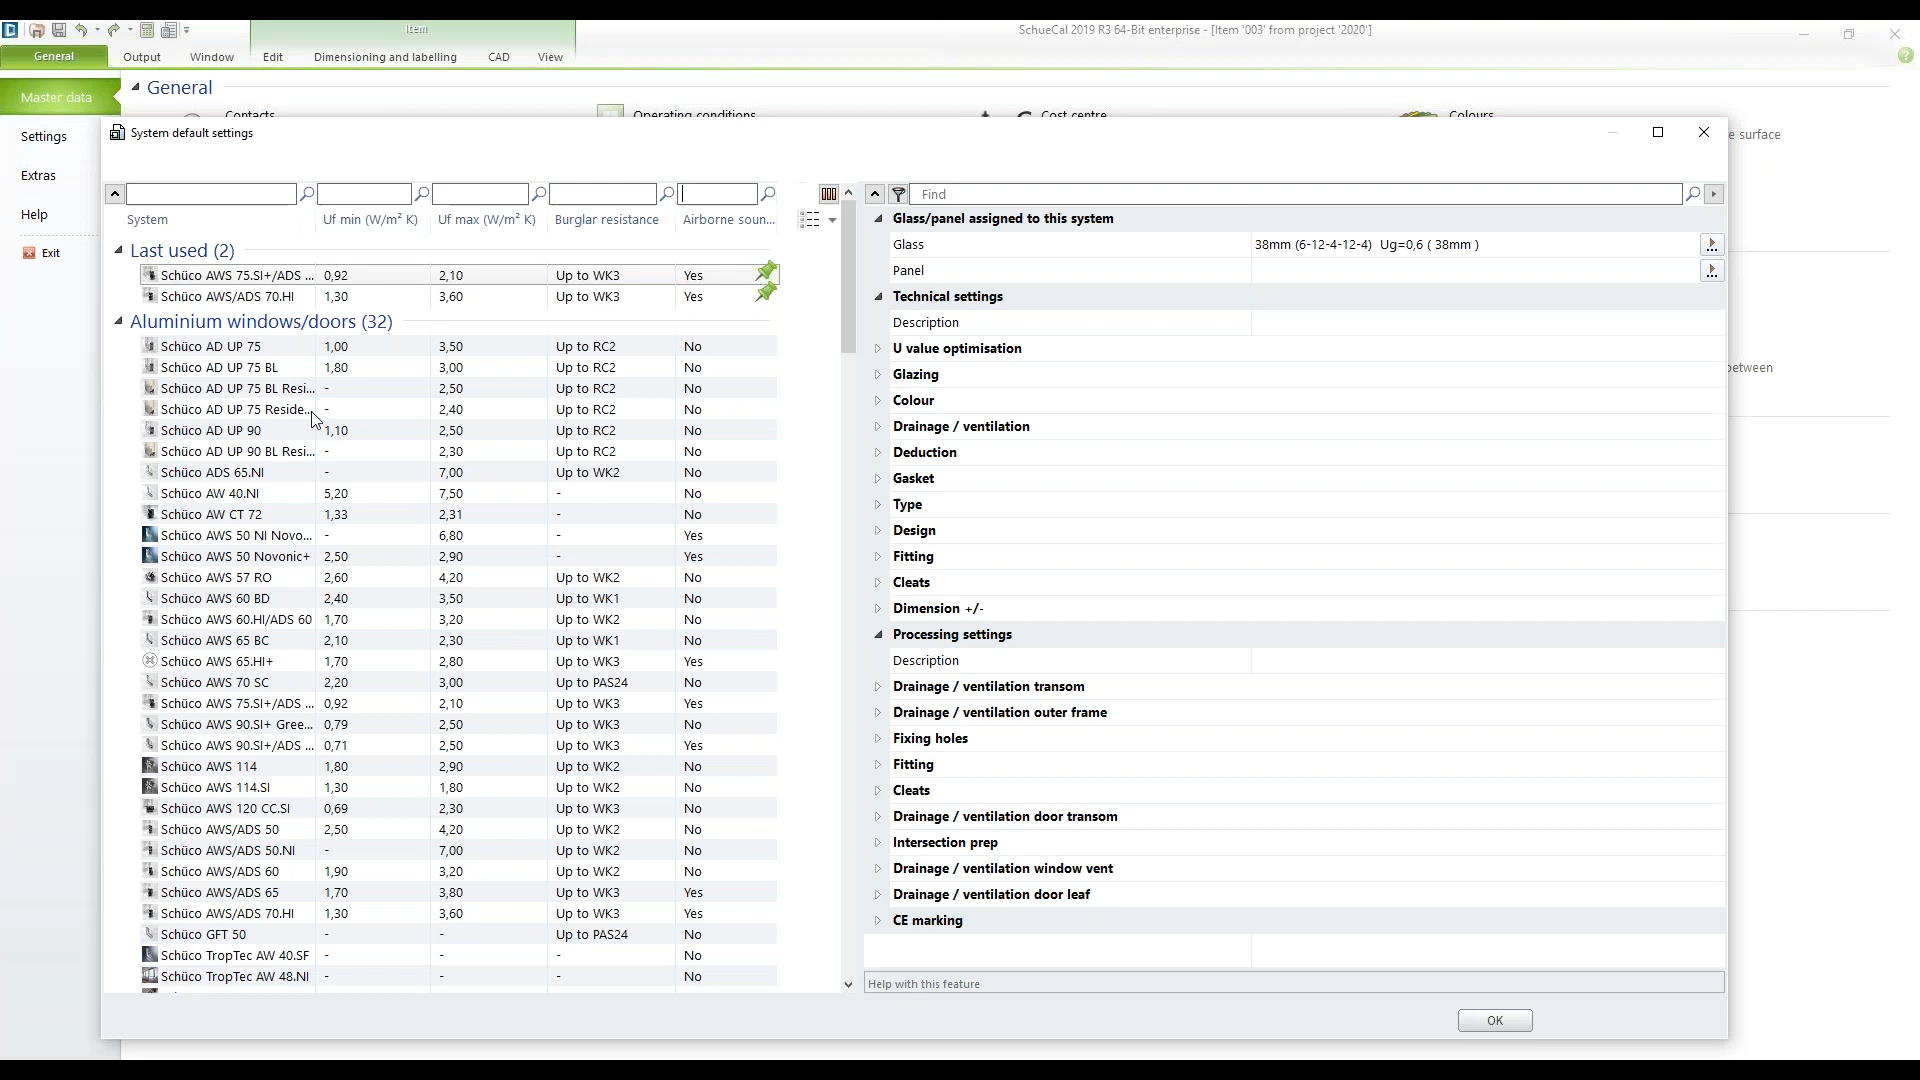 Item
SchueCal 2019 R3 64-Bit enterprise - [Item '003' from project '2020']
General Output Window Edit Dimensioning and labelling CAD View
Master data
General
Contacts Operating conditions Cost centre Colours
Settings
System default settings
e surface
Extras
Help
Exit
Find
System Uf min (W/m² K) Uf max (W/m² K) Burglar resistance Airborne soun...
Last used (2)
Schüco AWS 75.SI+/ADS ... 0,92 2,10 Up to WK3 Yes
Schüco AWS/ADS 70.HI 1,30 3,60 Up to WK3 Yes
Aluminium windows/doors (32)
Schüco AD UP 75 1,00 3,50 Up to RC2 No
Schüco AD UP 75 BL 1,80 3,00 Up to RC2 No
Schüco AD UP 75 BL Resi... - 2,50 Up to RC2 No
Schüco AD UP 75 Reside... - 2,40 Up to RC2 No
Schüco AD UP 90 1,10 2,50 Up to RC2 No
Schüco AD UP 90 BL Resi... - 2,30 Up to RC2 No
Schüco ADS 65.NI - 7,00 Up to WK2 No
Schüco AW 40.NI 5,20 7,50 - No
Schüco AW CT 72 1,33 2,31 - No
Schüco AWS 50 NI Novo... - 6,80 - Yes
Schüco AWS 50 Novonic+ 2,50 2,90 - Yes
Schüco AWS 57 RO 2,60 4,20 Up to WK2 No
Schüco AWS 60 BD 2,40 3,50 Up to WK1 No
Schüco AWS 60.HI/ADS 60 1,70 3,20 Up to WK2 No
Schüco AWS 65 BC 2,10 2,30 Up to WK1 No
Schüco AWS 65.HI+ 1,70 2,80 Up to WK3 Yes
Schüco AWS 70 SC 2,20 3,00 Up to PAS24 No
Schüco AWS 75.SI+/ADS ... 0,92 2,10 Up to WK3 Yes
Schüco AWS 90.SI+ Gree... 0,79 2,50 Up to WK3 No
Schüco AWS 90.SI+/ADS ... 0,71 2,50 Up to WK3 Yes
Schüco AWS 114 1,80 2,90 Up to WK2 No
Schüco AWS 114.SI 1,30 1,80 Up to WK2 No
Schüco AWS 120 CC.SI 0,69 2,30 Up to WK3 No
Schüco AWS/ADS 50 2,50 4,20 Up to WK2 No
Schüco AWS/ADS 50.NI - 7,00 Up to WK2 No
Schüco AWS/ADS 60 1,90 3,20 Up to WK2 No
Schüco AWS/ADS 65 1,70 3,80 Up to WK3 Yes
Schüco AWS/ADS 70.HI 1,30 3,60 Up to WK3 Yes
Schüco GFT 50 - - Up to PAS24 No
Schüco TropTec AW 40.SF - - - No
Schüco TropTec AW 48.NI - - - No
Glass/panel assigned to this system
Glass 38mm (6-12-4-12-4) Ug=0,6 ( 38mm )
Panel
Technical settings
Description
U value optimisation
Glazing
Colour
Drainage / ventilation
Deduction
Gasket
Type
Design
Fitting
Cleats
Dimension +/-
Processing settings
Description
Drainage / ventilation transom
Drainage / ventilation outer frame
Fixing holes
Fitting
Cleats
Drainage / ventilation door transom
Intersection prep
Drainage / ventilation window vent
Drainage / ventilation door leaf
CE marking
Help with this feature
OK
etween